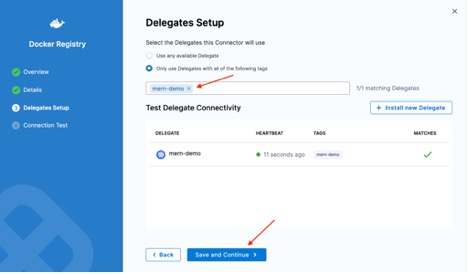 Delegates Setup
Docker Registry
Overview
Details
3 Delegates Setup
4 Connection Test
Select the Delegates this Connector will use
Use any available Delegate
Only use Delegates with all of the following tags
mern-demo ×
1/1 matching Delegates
Test Delegate Connectivity
+ Install new Delegate
DELEGATE HEARTBEAT TAGS MATCHES
mern-demo 11 seconds ago mern-demo
< Back
Save and Continue >